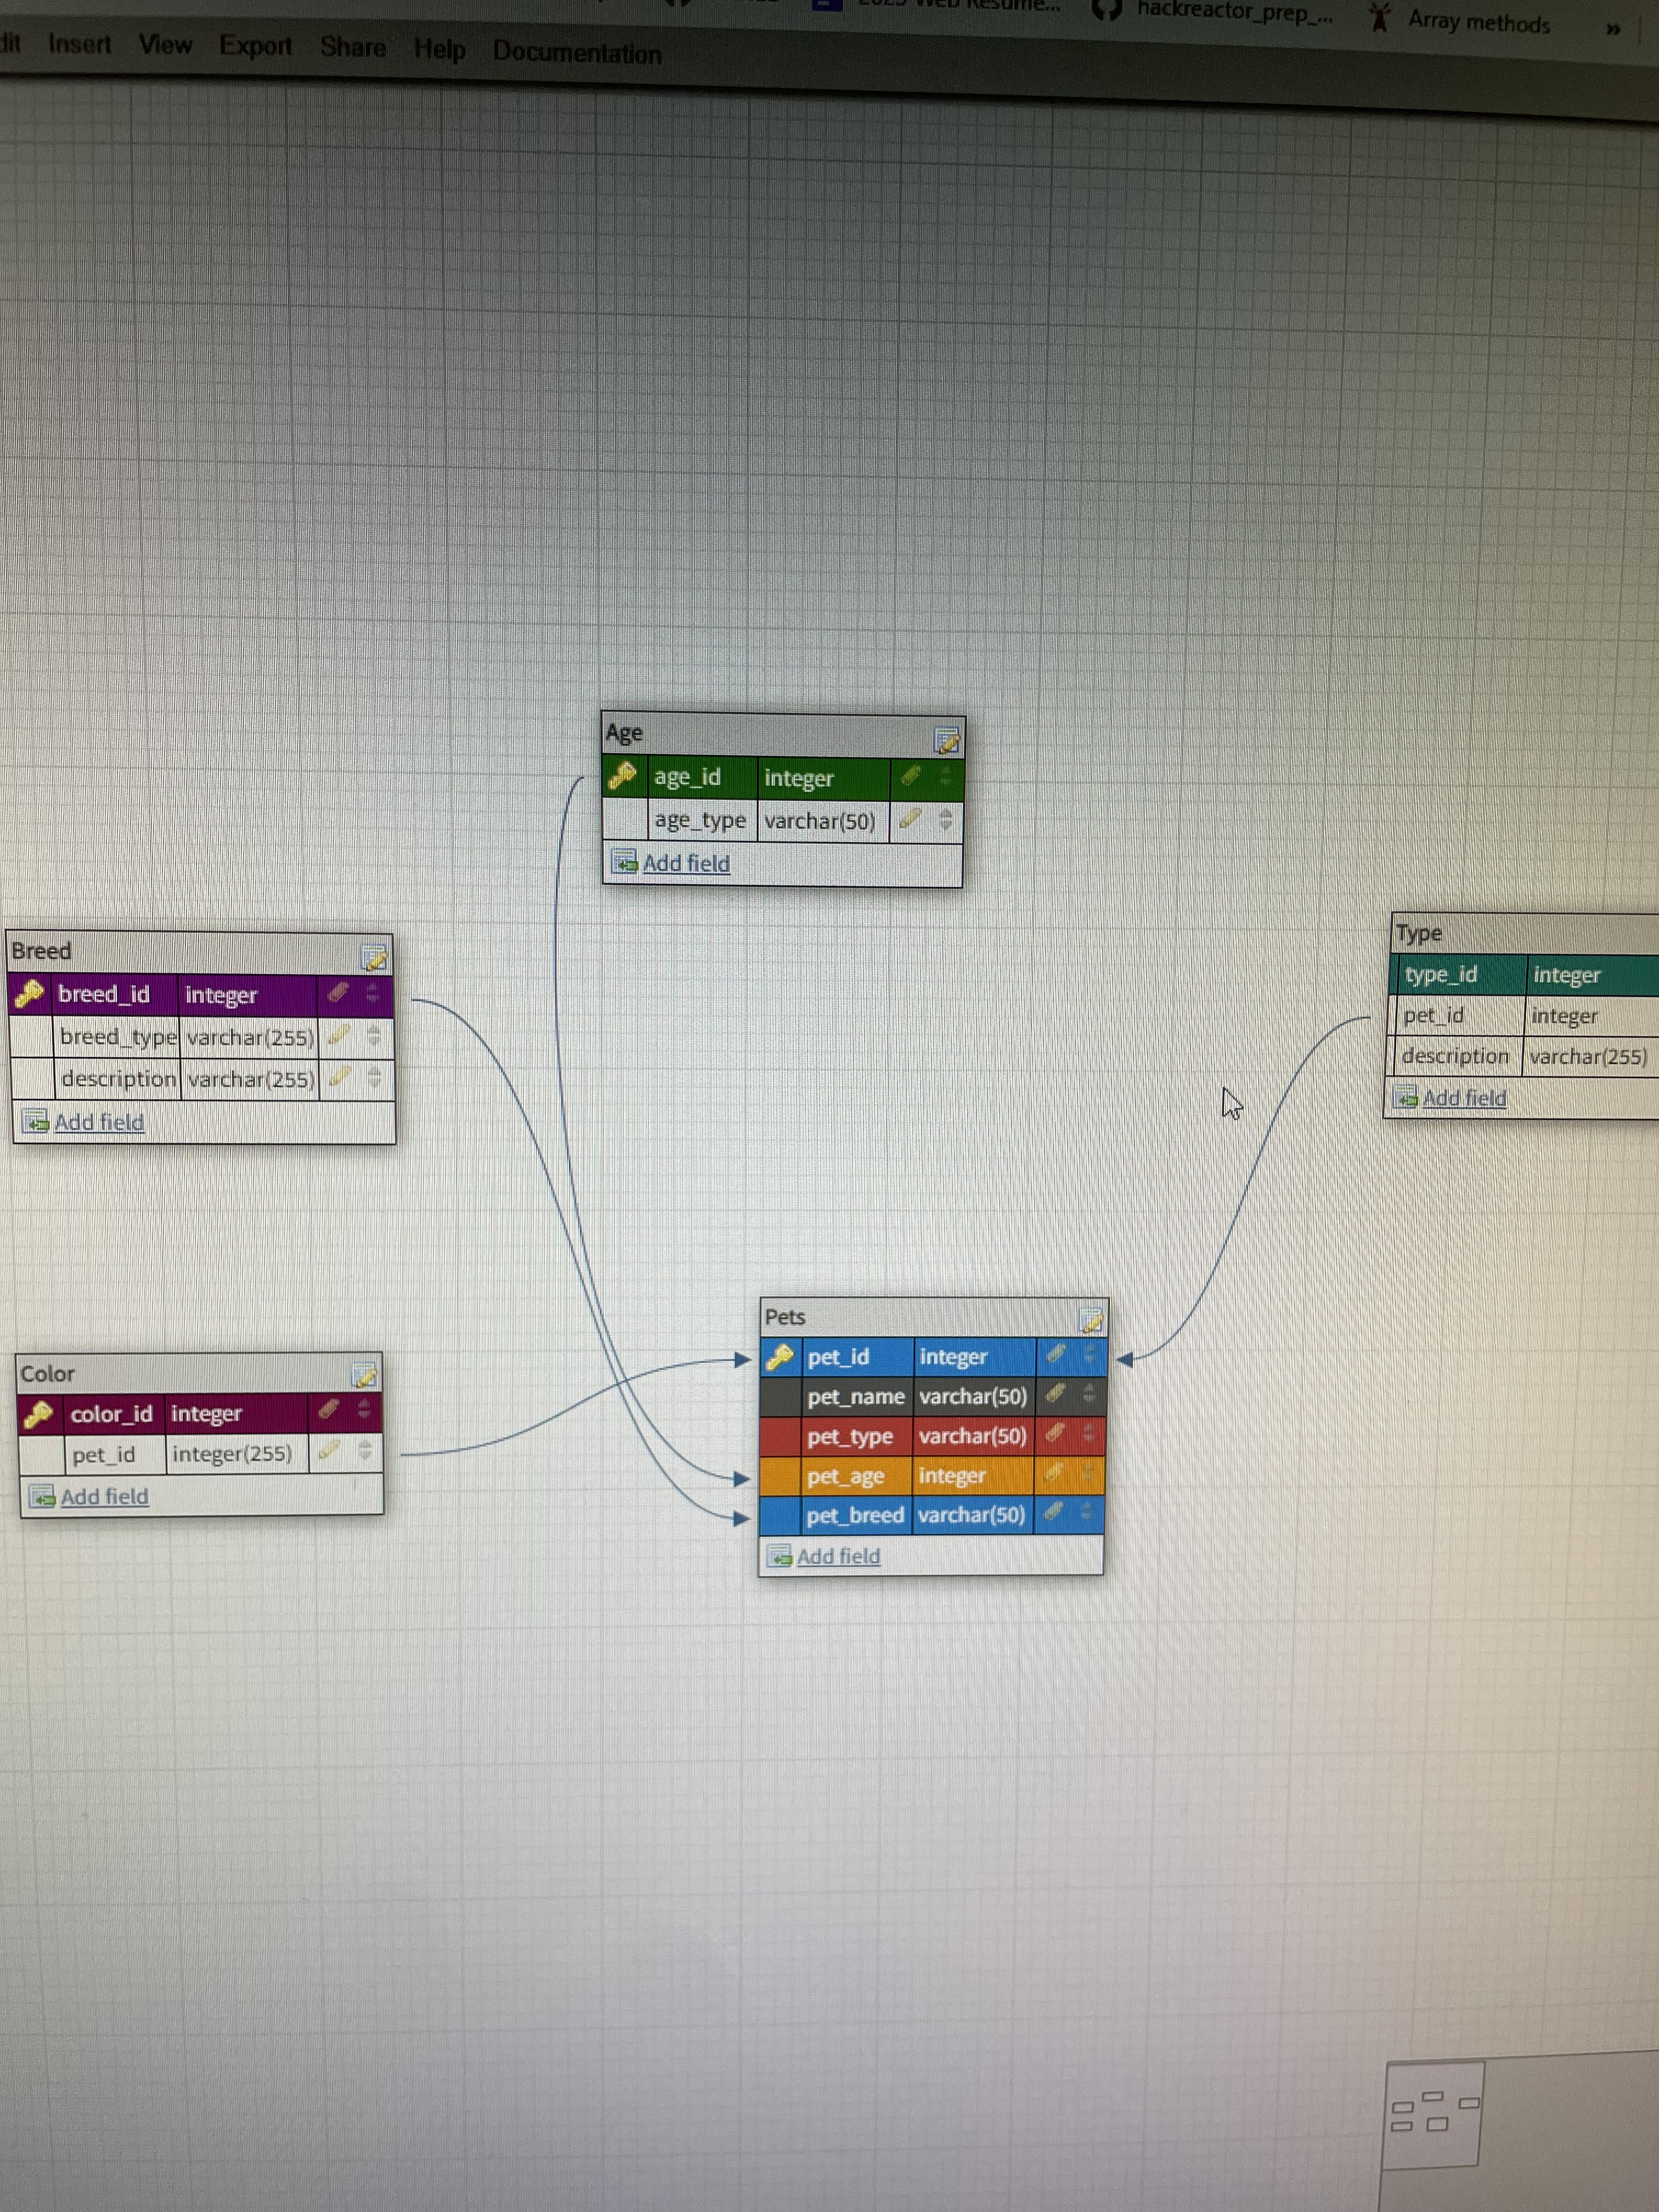 2023 Web Resume...
hackreactor_prep_...
Array methods
»
Insert View Export Share Help Documentation
Age
age_id integer
age_type varchar(50)
Add field
Breed
breed_id integer
breed_type varchar(255)
description varchar(255)
Add field
Type
type_id integer
pet_id integer
description varchar(255)
Add field
Color
color_id integer
pet_id integer(255)
Add field
Pets
pet_id integer
pet_name varchar(50)
pet_type varchar(50)
pet_age integer
pet_breed varchar(50)
Add field